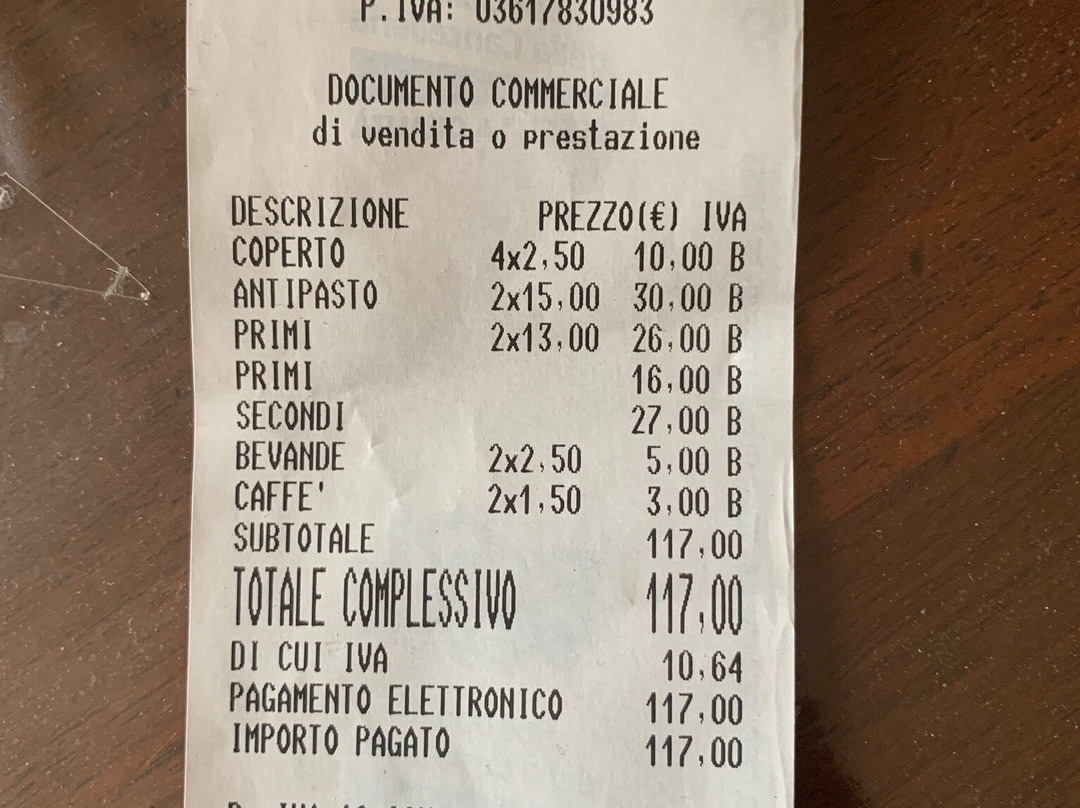 P.IVA: 03617830983
DOCUMENTO COMMERCIALE
di vendita o prestazione
DESCRIZIONE PREZZO(€) IVA
COPERTO 4x2,50 10,00 B
ANTIPASTO 2x15,00 30,00 B
PRIMI 2x13,00 26,00 B
PRIMI 16,00 B
SECONDI 27,00 B
BEVANDE 2x2,50 5,00 B
CAFFE' 2x1,50 3,00 B
SUBTOTALE 117,00
TOTALE COMPLESSIVO 117,00
DI CUI IVA 10,64
PAGAMENTO ELETTRONICO 117,00
IMPORTO PAGATO 117,00